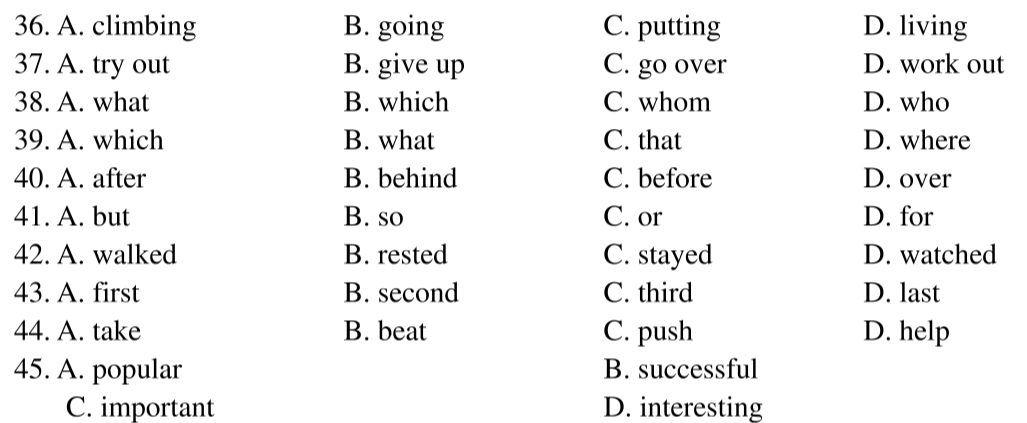 36. A. climbing B. going C. putting D. living
37. A. try out B. give up C. go over D. work out
38. A. what B. which C. whom D. who
39. A. which B. what C. that D. where
40. A. after B. behind C. before D. over
41. A. but B. so C. or D. for
42. A. walked B. rested C. stayed D. watched
43. A. first B. second C. third D. last
44. A. take B. beat C. push D. help
45. A. popular B. successful
C. important D. interesting